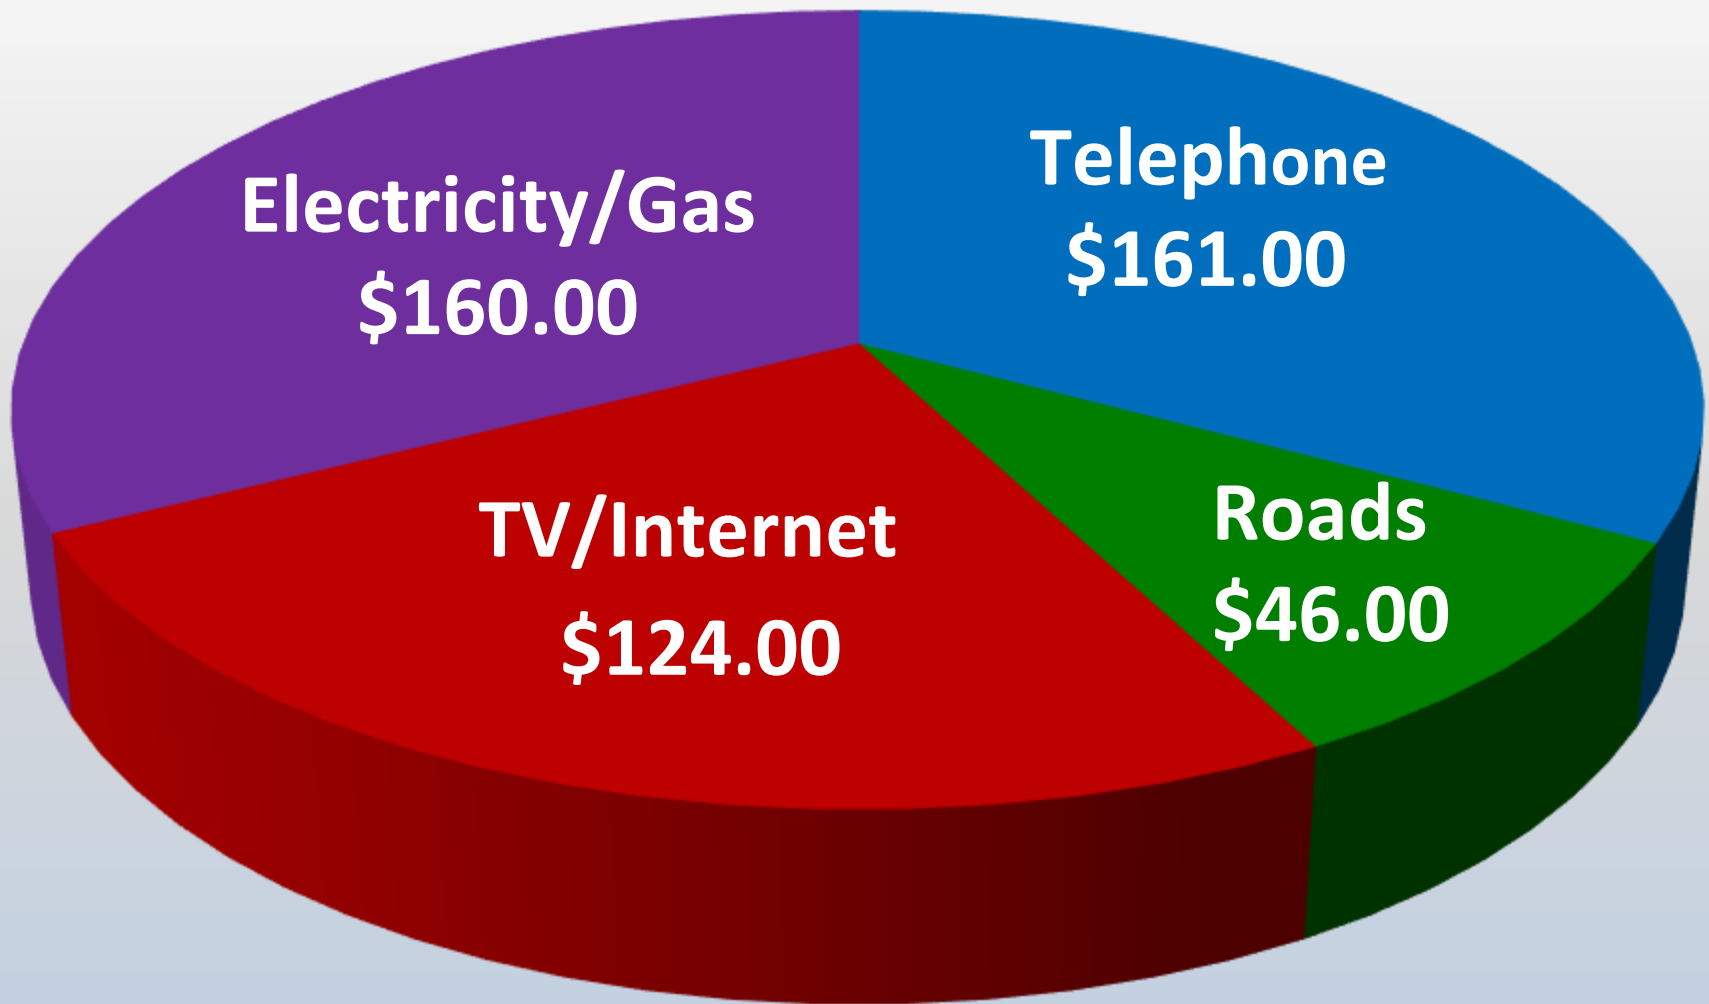 Electricity/Gas
$160.00
Telephone
$161.00
TV/Internet
$124.00
Roads
$46.00